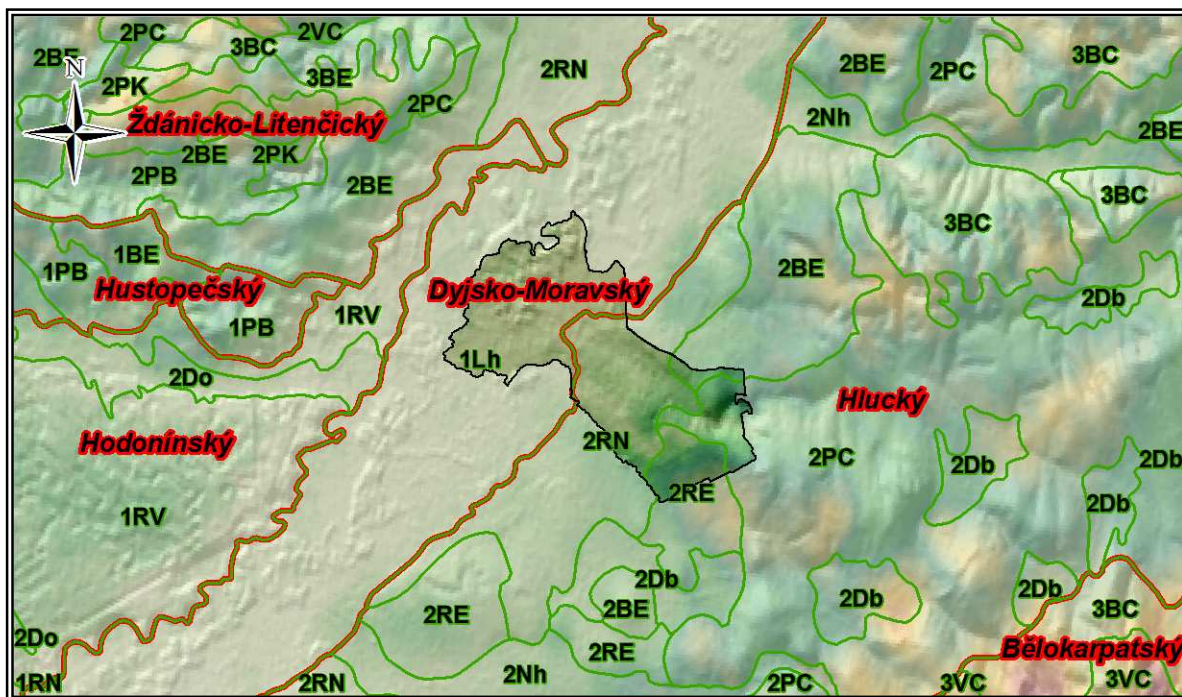 2PC 2VC
2BE 3BC 2RN 2BE 2PC 3BC
N
2PK 3BE 2PC 2Nh
Ždánicko-Litenčický 2BE
2BE 2PK
2PB 2BE 3BC 3BC
1BE 2BE
1PB Hustopečský Dyjsko-Moravský 2Db
1PB 1RV
1Lh
2Do Hlucký
Hodonínský 2RN 2PC 2Db 2Db
2RE 2Db
1RV
2Db 2Db 2Db
2RE 2BE 3BC
2Do 2RE Bělokarpatský
1RN 2RN 2Nh 2PC 3VC 3VC